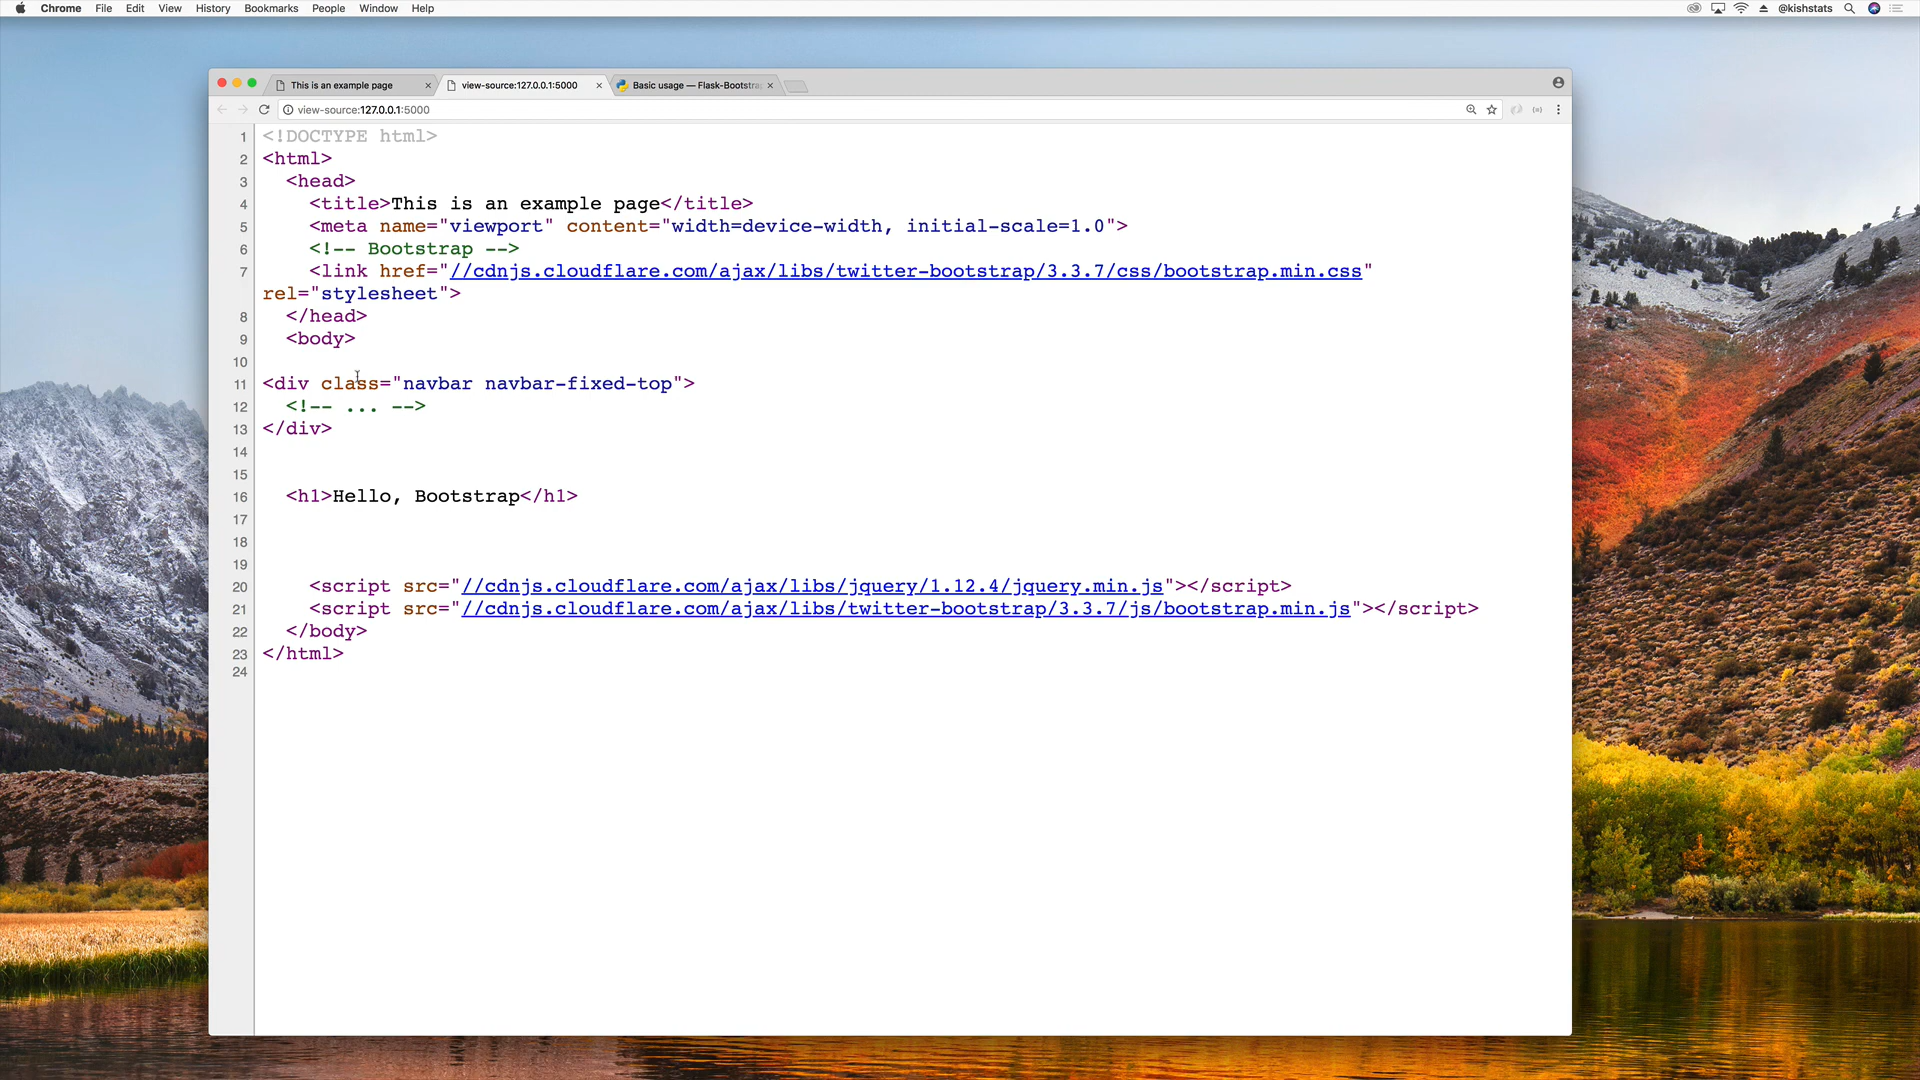 Chrome File Edit View History Bookmarks People Window Help @kishstats
This is an example page view-source:127.0.0.1:5000 Basic usage — Flask-Bootstra
view-source:127.0.0.1:5000
1 <!DOCTYPE html>
2 <html>
3 <head>
4 <title>This is an example page</title>
5 <meta name="viewport" content="width=device-width, initial-scale=1.0">
6 <!-- Bootstrap -->
7 <link href="//cdnjs.cloudflare.com/ajax/libs/twitter-bootstrap/3.3.7/css/bootstrap.min.css"
rel="stylesheet">
8 </head>
9 <body>
10
11 <div class="navbar navbar-fixed-top">
12 <!-- ... -->
13 </div>
14
15
16 <h1>Hello, Bootstrap</h1>
17
18
19
20 <script src="//cdnjs.cloudflare.com/ajax/libs/jquery/1.12.4/jquery.min.js"></script>
21 <script src="//cdnjs.cloudflare.com/ajax/libs/twitter-bootstrap/3.3.7/js/bootstrap.min.js"></script>
22 </body>
23 </html>
24